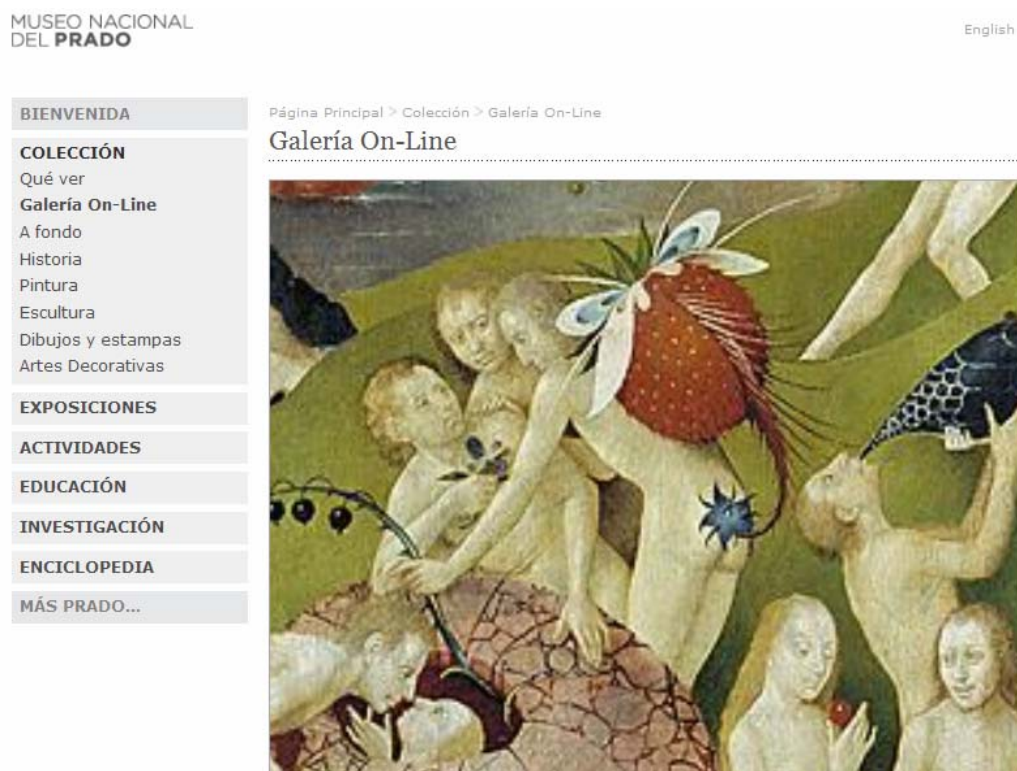 MUSEO NACIONAL
DEL PRADO
English
BIENVENIDA
COLECCIÓN
Qué ver
Galería On-Line
A fondo
Historia
Pintura
Escultura
Dibujos y estampas
Artes Decorativas
EXPOSICIONES
ACTIVIDADES
EDUCACIÓN
INVESTIGACIÓN
ENCICLOPEDIA
MÁS PRADO...
Página Principal > Colección > Galería On-Line
Galería On-Line